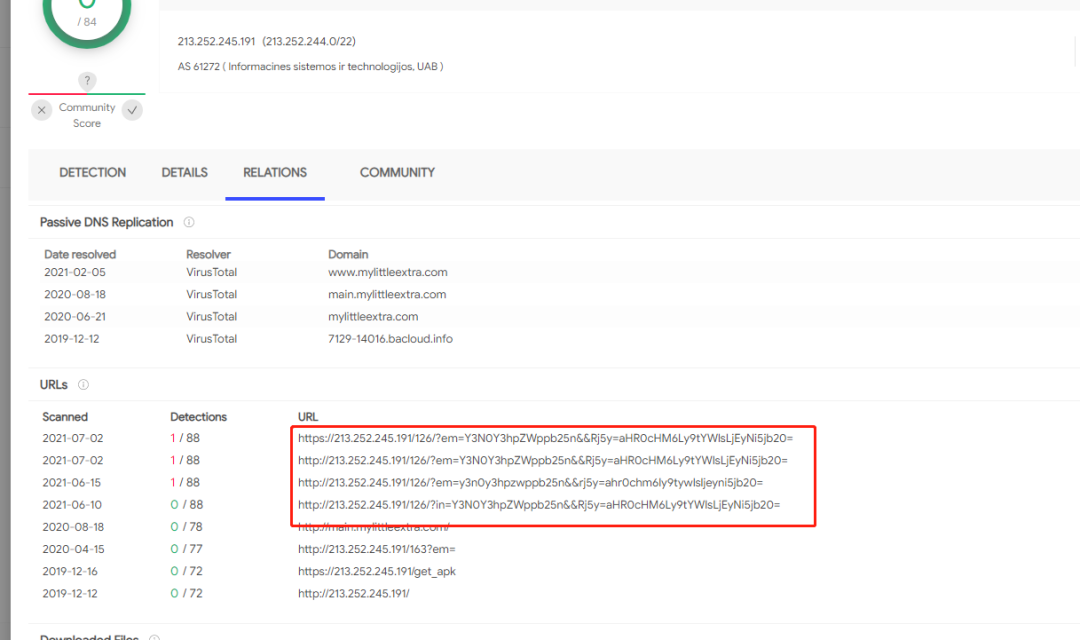 0
/ 84
213.252.245.191 (213.252.244.0/22)
AS 61272 ( Informacines sistemos ir technologijos, UAB )
?
Community
Score
DETECTION DETAILS RELATIONS COMMUNITY
Passive DNS Replication
Date resolved Resolver Domain
2021-02-05 VirusTotal www.mylittleextra.com
2020-08-18 VirusTotal main.mylittleextra.com
2020-06-21 VirusTotal mylittleextra.com
2019-12-12 VirusTotal 7129-14016.bacloud.info
URLs
Scanned Detections URL
2021-07-02 1 / 88 https://213.252.245.191/126/?em=Y3N0Y3hpZWppb25n&&Rj5y=aHR0cHM6Ly9tYWlsLjEyNi5jb20=
2021-07-02 1 / 88 http://213.252.245.191/126/?em=Y3N0Y3hpZWppb25n&&Rj5y=aHR0cHM6Ly9tYWlsLjEyNi5jb20=
2021-06-15 1 / 88 http://213.252.245.191/126/?em=y3n0y3hpzwppb25n&&rj5y=ahr0chm6ly9tywlsljeyni5jb20=
2021-06-10 0 / 88 http://213.252.245.191/126/?in=Y3N0Y3hpZWppb25n&&Rj5y=aHR0cHM6Ly9tYWlsLjEyNi5jb20=
2020-08-18 0 / 78 http://main.mylittleextra.com/
2020-04-15 0 / 77 http://213.252.245.191/163?em=
2019-12-16 0 / 72 https://213.252.245.191/get_apk
2019-12-12 0 / 72 http://213.252.245.191/
Downloaded Files